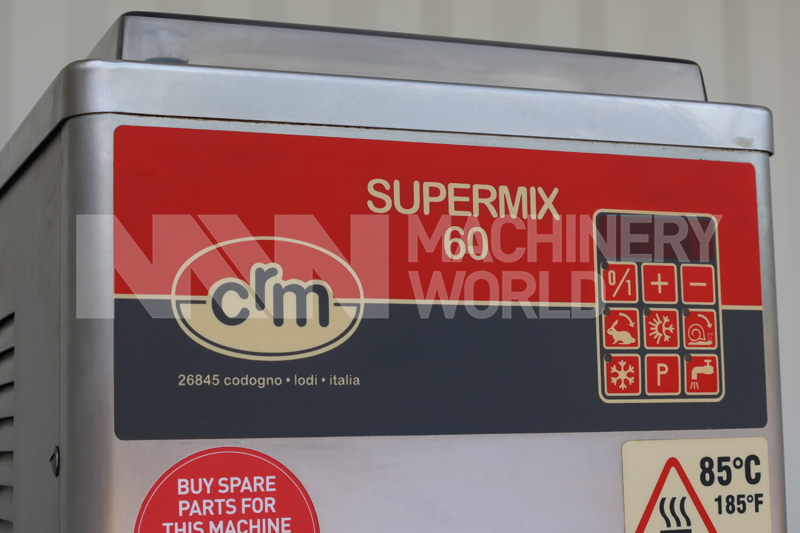 SUPERMIX
60
MACHINERY
WORLD
crm
0/1 + −
P
26845 codogno • lodi • italia
BUY SPARE
PARTS FOR
THIS MACHINE
85°C
185°F